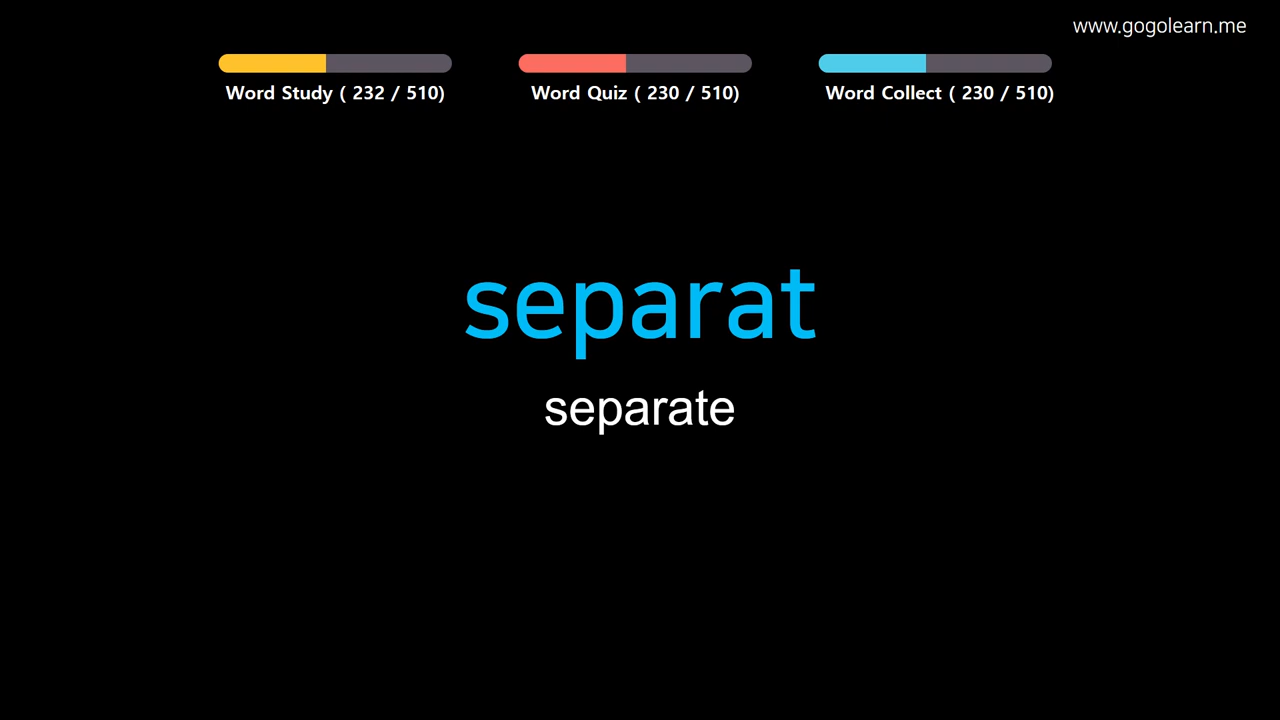 www.gogolearn.me
Word Study ( 232 / 510)
Word Quiz ( 230 / 510)
Word Collect ( 230 / 510)
separat
separate